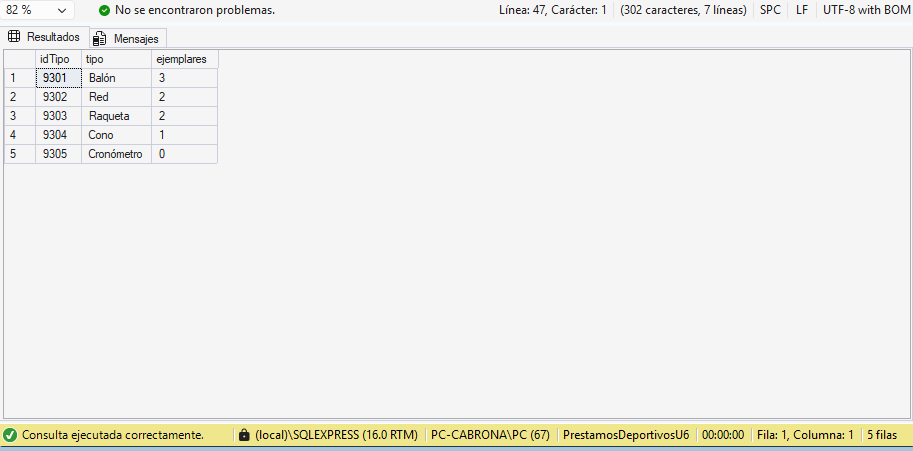 82 % No se encontraron problemas. Línea: 47, Carácter: 1 (302 caracteres, 7 líneas) SPC LF UTF-8 with BOM
Resultados Mensajes
idTipo tipo ejemplares
1 9301 Balón 3
2 9302 Red 2
3 9303 Raqueta 2
4 9304 Cono 1
5 9305 Cronómetro 0
Consulta ejecutada correctamente. (local)\SQLEXPRESS (16.0 RTM) PC-CABRONA\PC (67) PrestamosDeportivosU6 00:00:00 Fila: 1, Columna: 1 5 filas